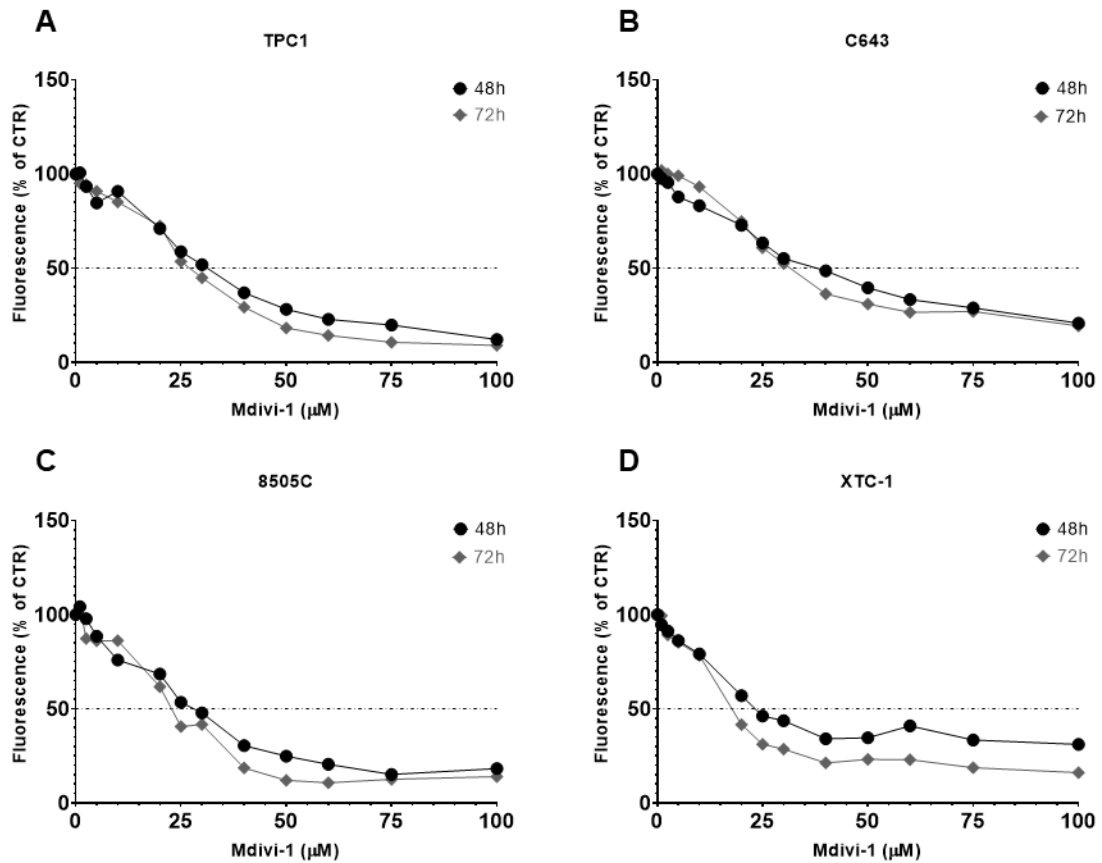 A
TPC1
150
100
50
0
Fluorescence (% of CTR)
48h
72h
0 25 50 75 100
Mdivi-1 (μM)
B
C643
150
100
50
0
Fluorescence (% of CTR)
48h
72h
0 25 50 75 100
Mdivi-1 (μM)
C
8505C
150
100
50
0
Fluorescence (% of CTR)
48h
72h
0 25 50 75 100
Mdivi-1 (μM)
D
XTC-1
150
100
50
0
Fluorescence (% of CTR)
48h
72h
0 25 50 75 100
Mdivi-1 (μM)